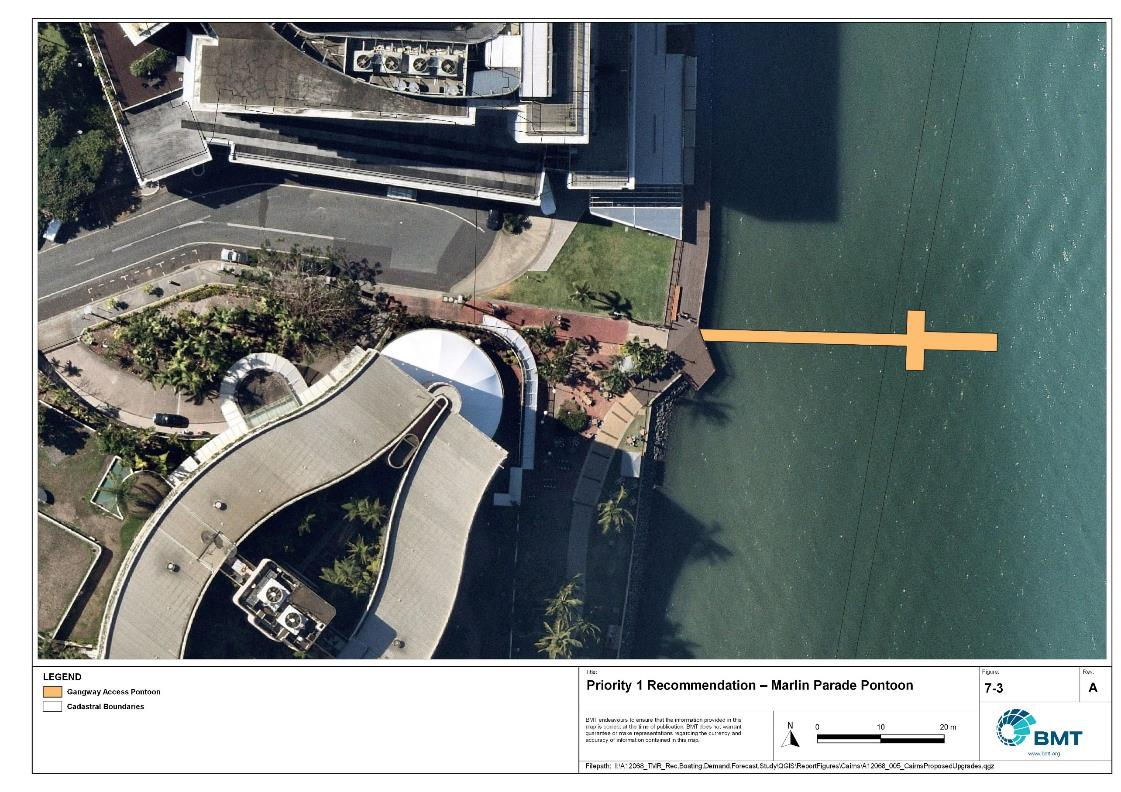 LEGEND
Gangway Access Pontoon
Cadastral Boundaries
Title:
Priority 1 Recommendation – Marlin Parade Pontoon
Figure:
7-3
Rev:
A
BMT endeavours to ensure that the information provided in this
map is correct at the time of publication. BMT does not warrant
guarantee or make representations regarding the currency and
accuracy of information contained in this map.
N
0 10 20 m
BMT
www.bmt.org
Filepath: I:\A12068_TMR_Rec.Boating.Demand.Forecast.Study\QGIS\ReportFigures\Cairns\A12068_005_CairnsProposedUpgrades.qgz